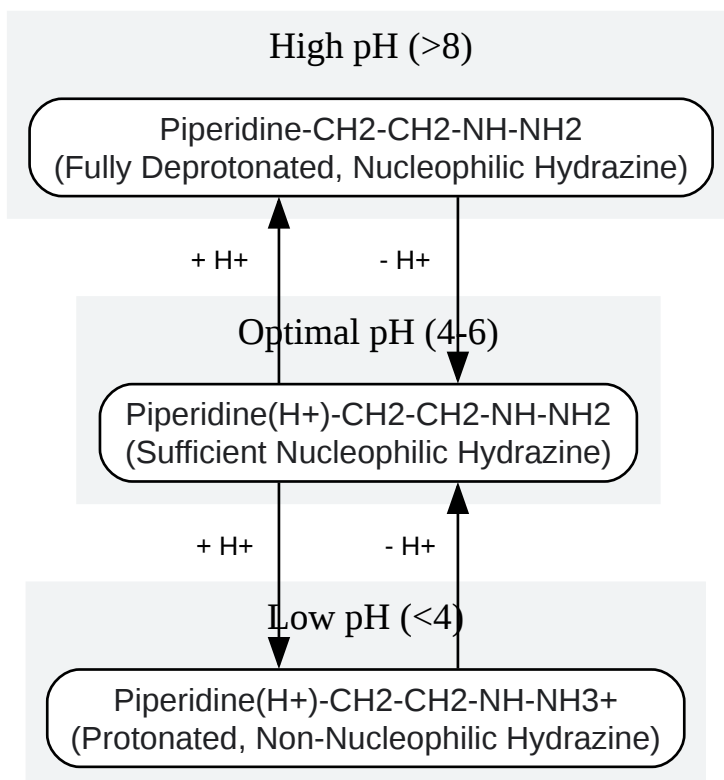 High pH (>8)
Piperidine-CH2-CH2-NH-NH2
(Fully Deprotonated, Nucleophilic Hydrazine)
+ H+
- H+
Optimal pH (4-6)
Piperidine(H+)-CH2-CH2-NH-NH2
(Sufficient Nucleophilic Hydrazine)
+ H+
- H+
Low pH (<4)
Piperidine(H+)-CH2-CH2-NH-NH3+
(Protonated, Non-Nucleophilic Hydrazine)